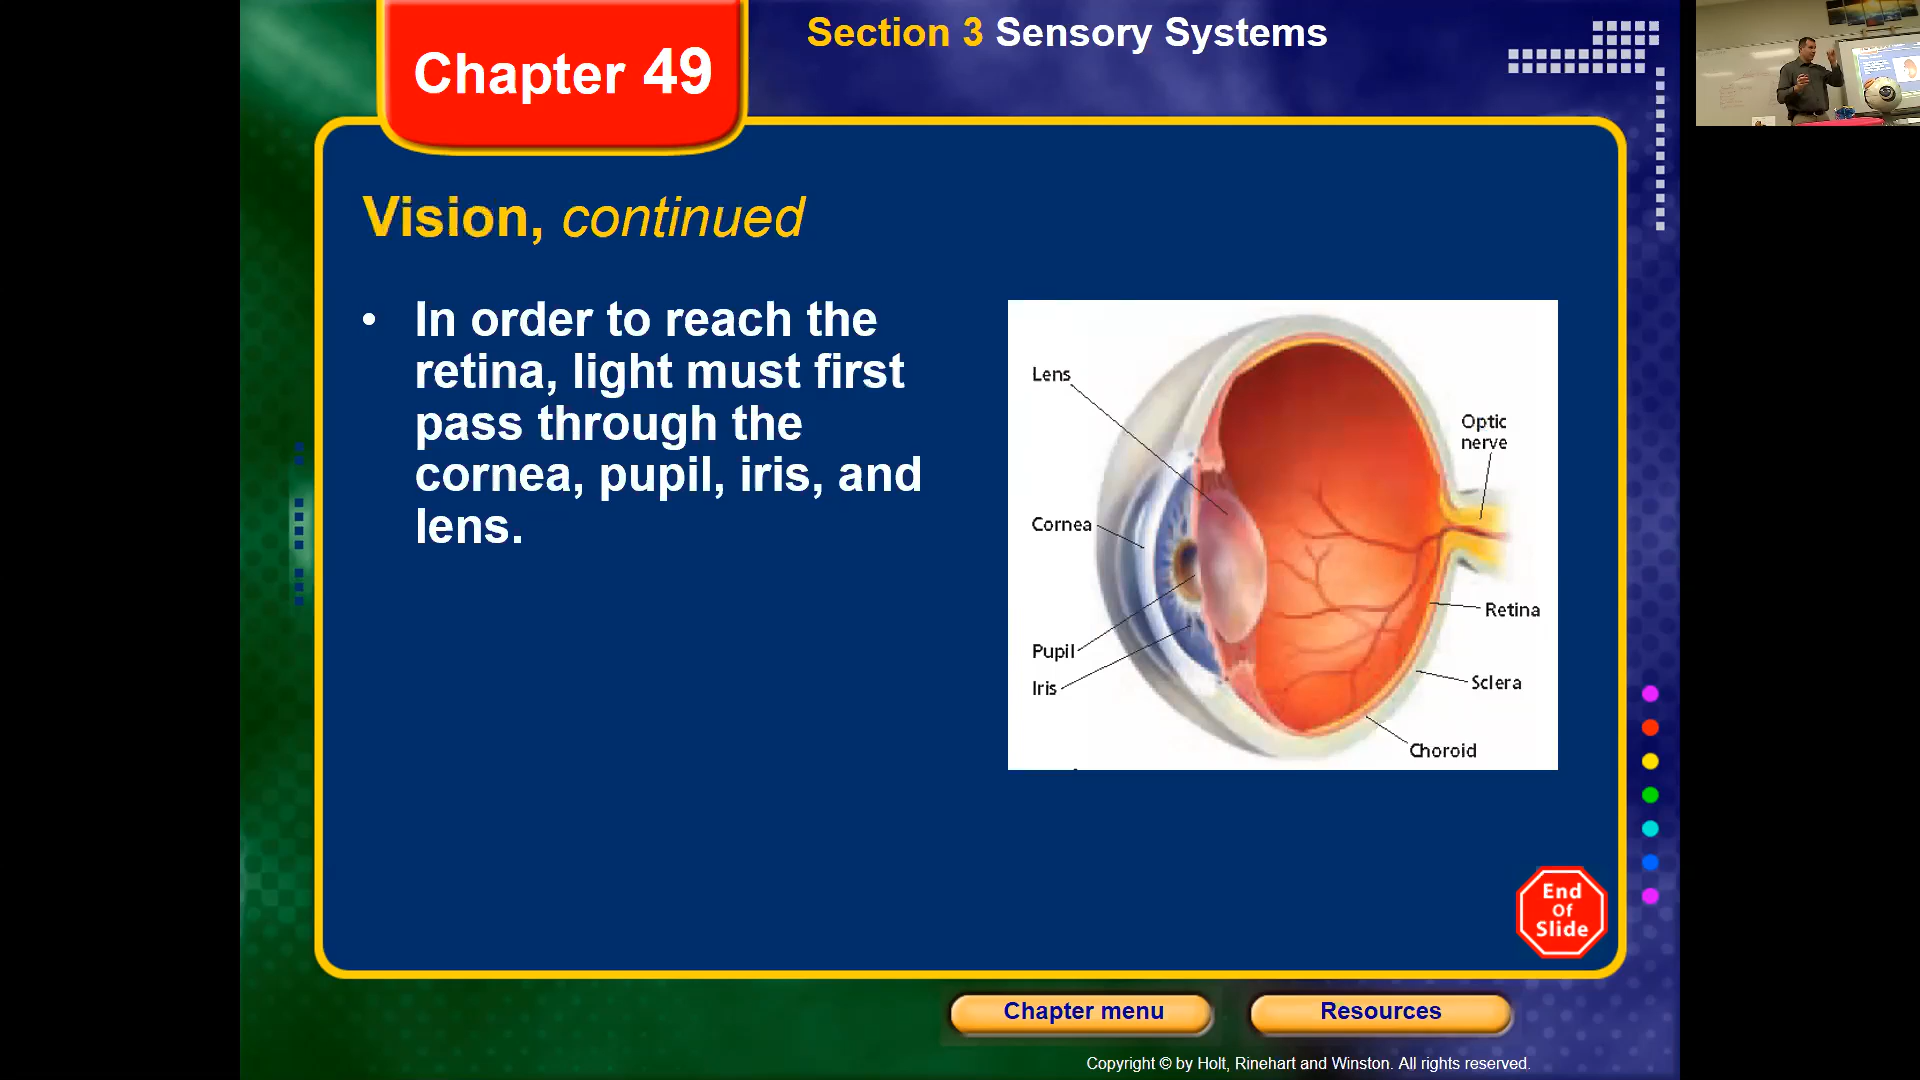 Chapter 49
Section 3 Sensory Systems
Vision, continued
• In order to reach the
retina, light must first
pass through the
cornea, pupil, iris, and
lens.
Lens
Optic
nerve
Cornea
Retina
Pupil
Iris
Sclera
Choroid
End
Of
Slide
Chapter menu
Resources
Copyright © by Holt, Rinehart and Winston. All rights reserved.